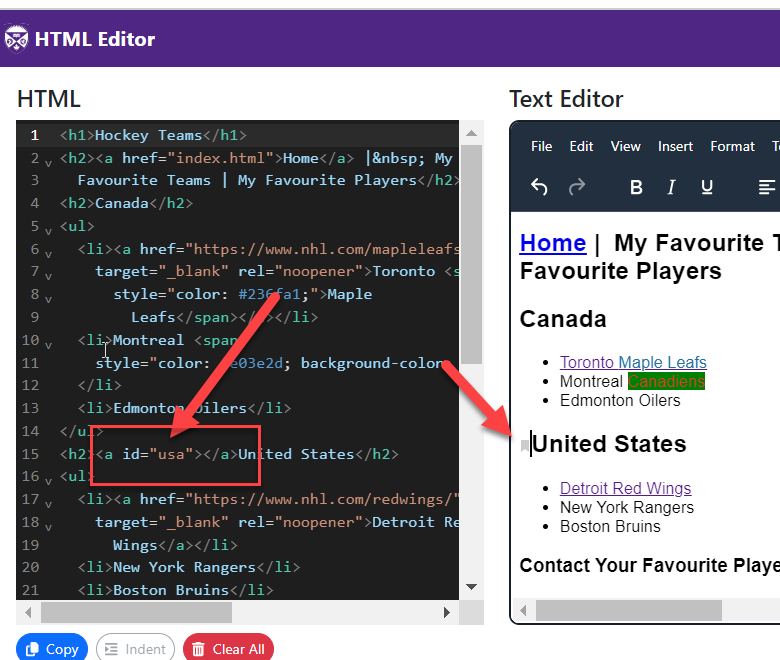 HTML Editor
HTML
1 <h1>Hockey Teams</h1>
2 <h2><a href="index.html">Home</a> |&nbsp; My
3 Favourite Teams | My Favourite Players</h2>
4 <h2>Canada</h2>
5 <ul>
6 <li><a href="https://www.nhl.com/mapleleafs
7 target="_blank" rel="noopener">Toronto <s
8 style="color: #236fa1;">Maple
9 Leafs</span></a></li>
10 <li>Montreal <span
11 style="color: #e03e2d; background-color
12 </li>
13 <li>Edmonton Oilers</li>
14 </ul>
15 <h2><a id="usa"></a>United States</h2>
16 <ul>
17 <li><a href="https://www.nhl.com/redwings/"
18 target="_blank" rel="noopener">Detroit Re
19 Wings</a></li>
20 <li>New York Rangers</li>
21 <li>Boston Bruins</li>
Copy Indent Clear All
Text Editor
File Edit View Insert Format T
B I U
Home | My Favourite T
Favourite Players
Canada
Toronto Maple Leafs
Montreal Canadiens
Edmonton Oilers
United States
Detroit Red Wings
New York Rangers
Boston Bruins
Contact Your Favourite Playe